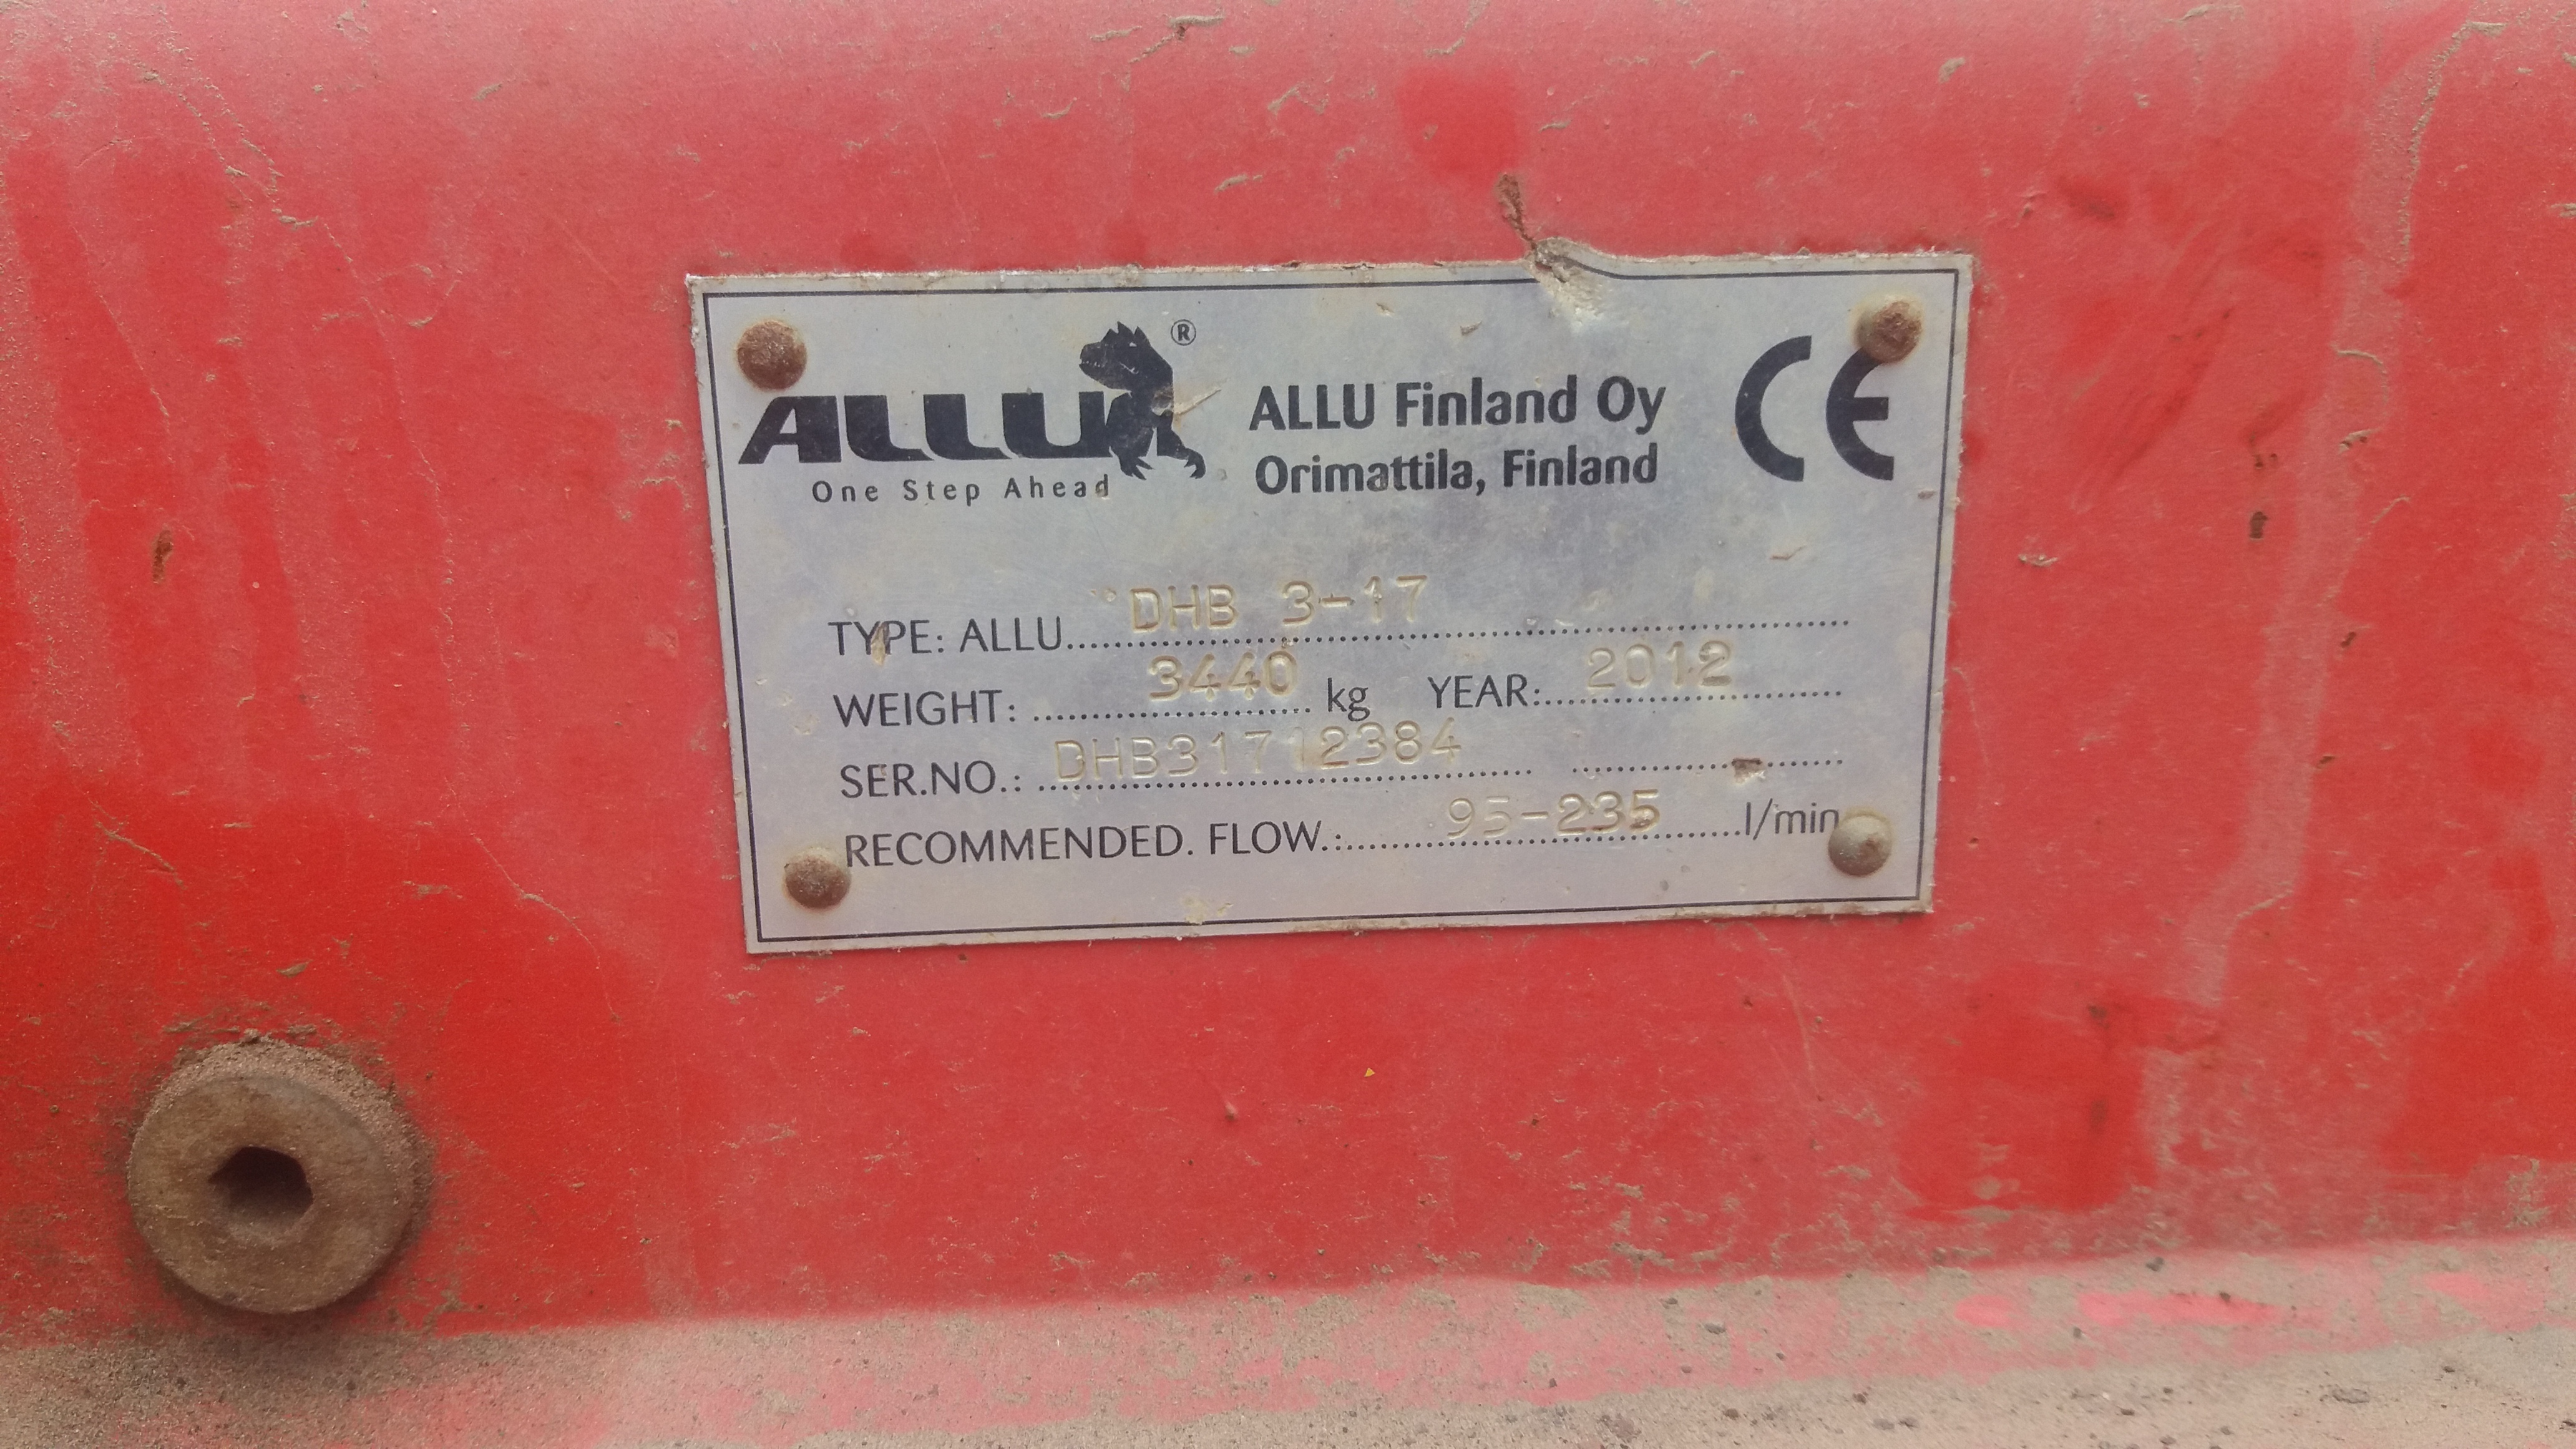 ALLU®
One Step Ahead
ALLU Finland Oy
Orimattila, Finland
CE
TYPE: ALLU DHB 3-17
WEIGHT: 3440 kg YEAR: 2012
SER.NO.: DHB31712384
RECOMMENDED. FLOW.: 95-235 l/min